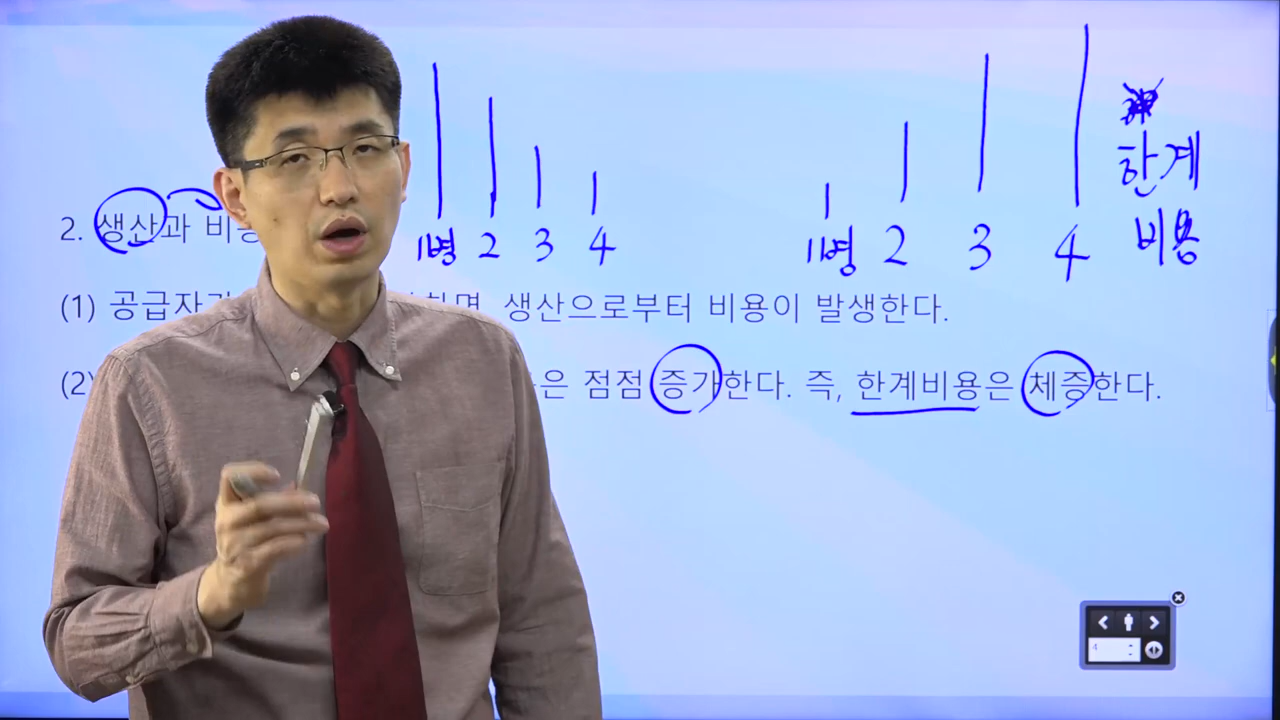 한계
비용
1병 2 3 4 1병 2 3 4
2. 생산과 비용
(1) 공급자가 면, 생산으로부터 비용이 발생한다.
(2) 은 점점 증가한다. 즉, 한계비용은 체증한다.
4